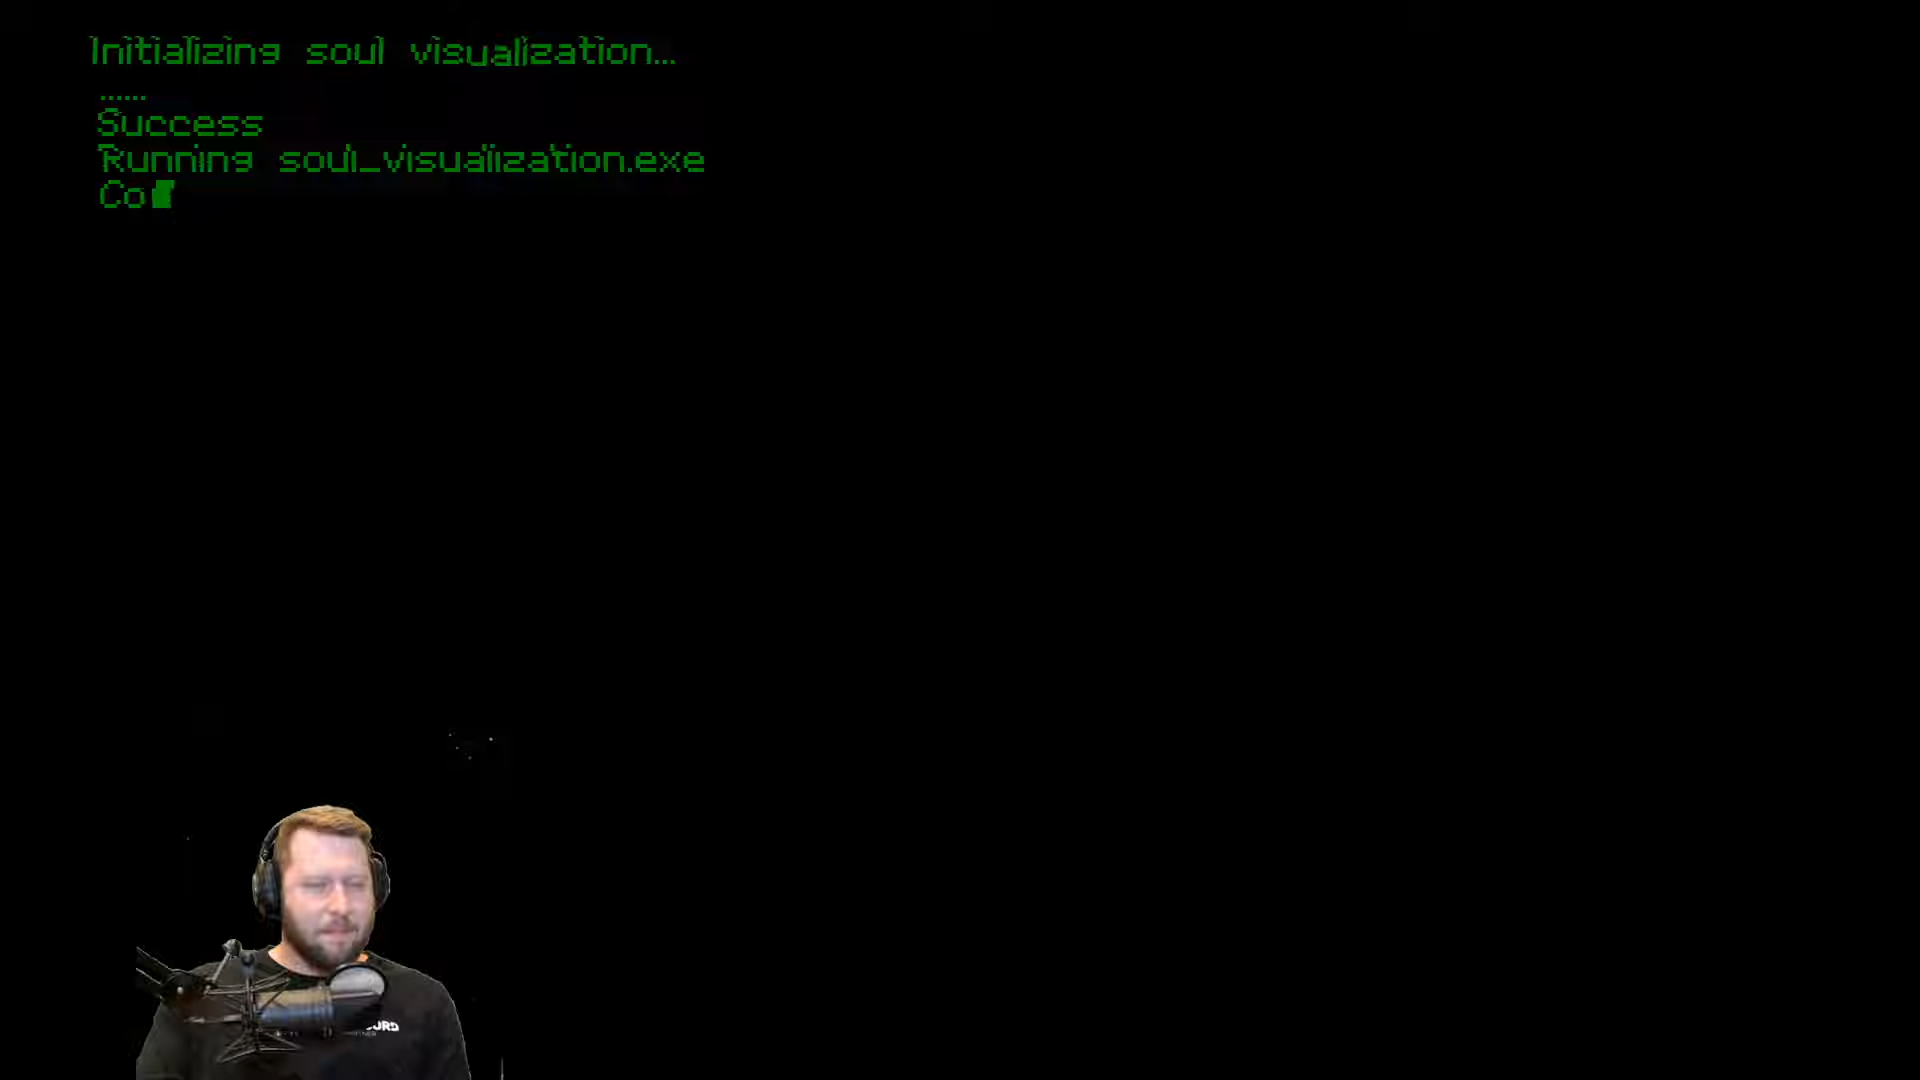 Initializing soul visualization...
......
Success
Running soul_visualization.exe
Co